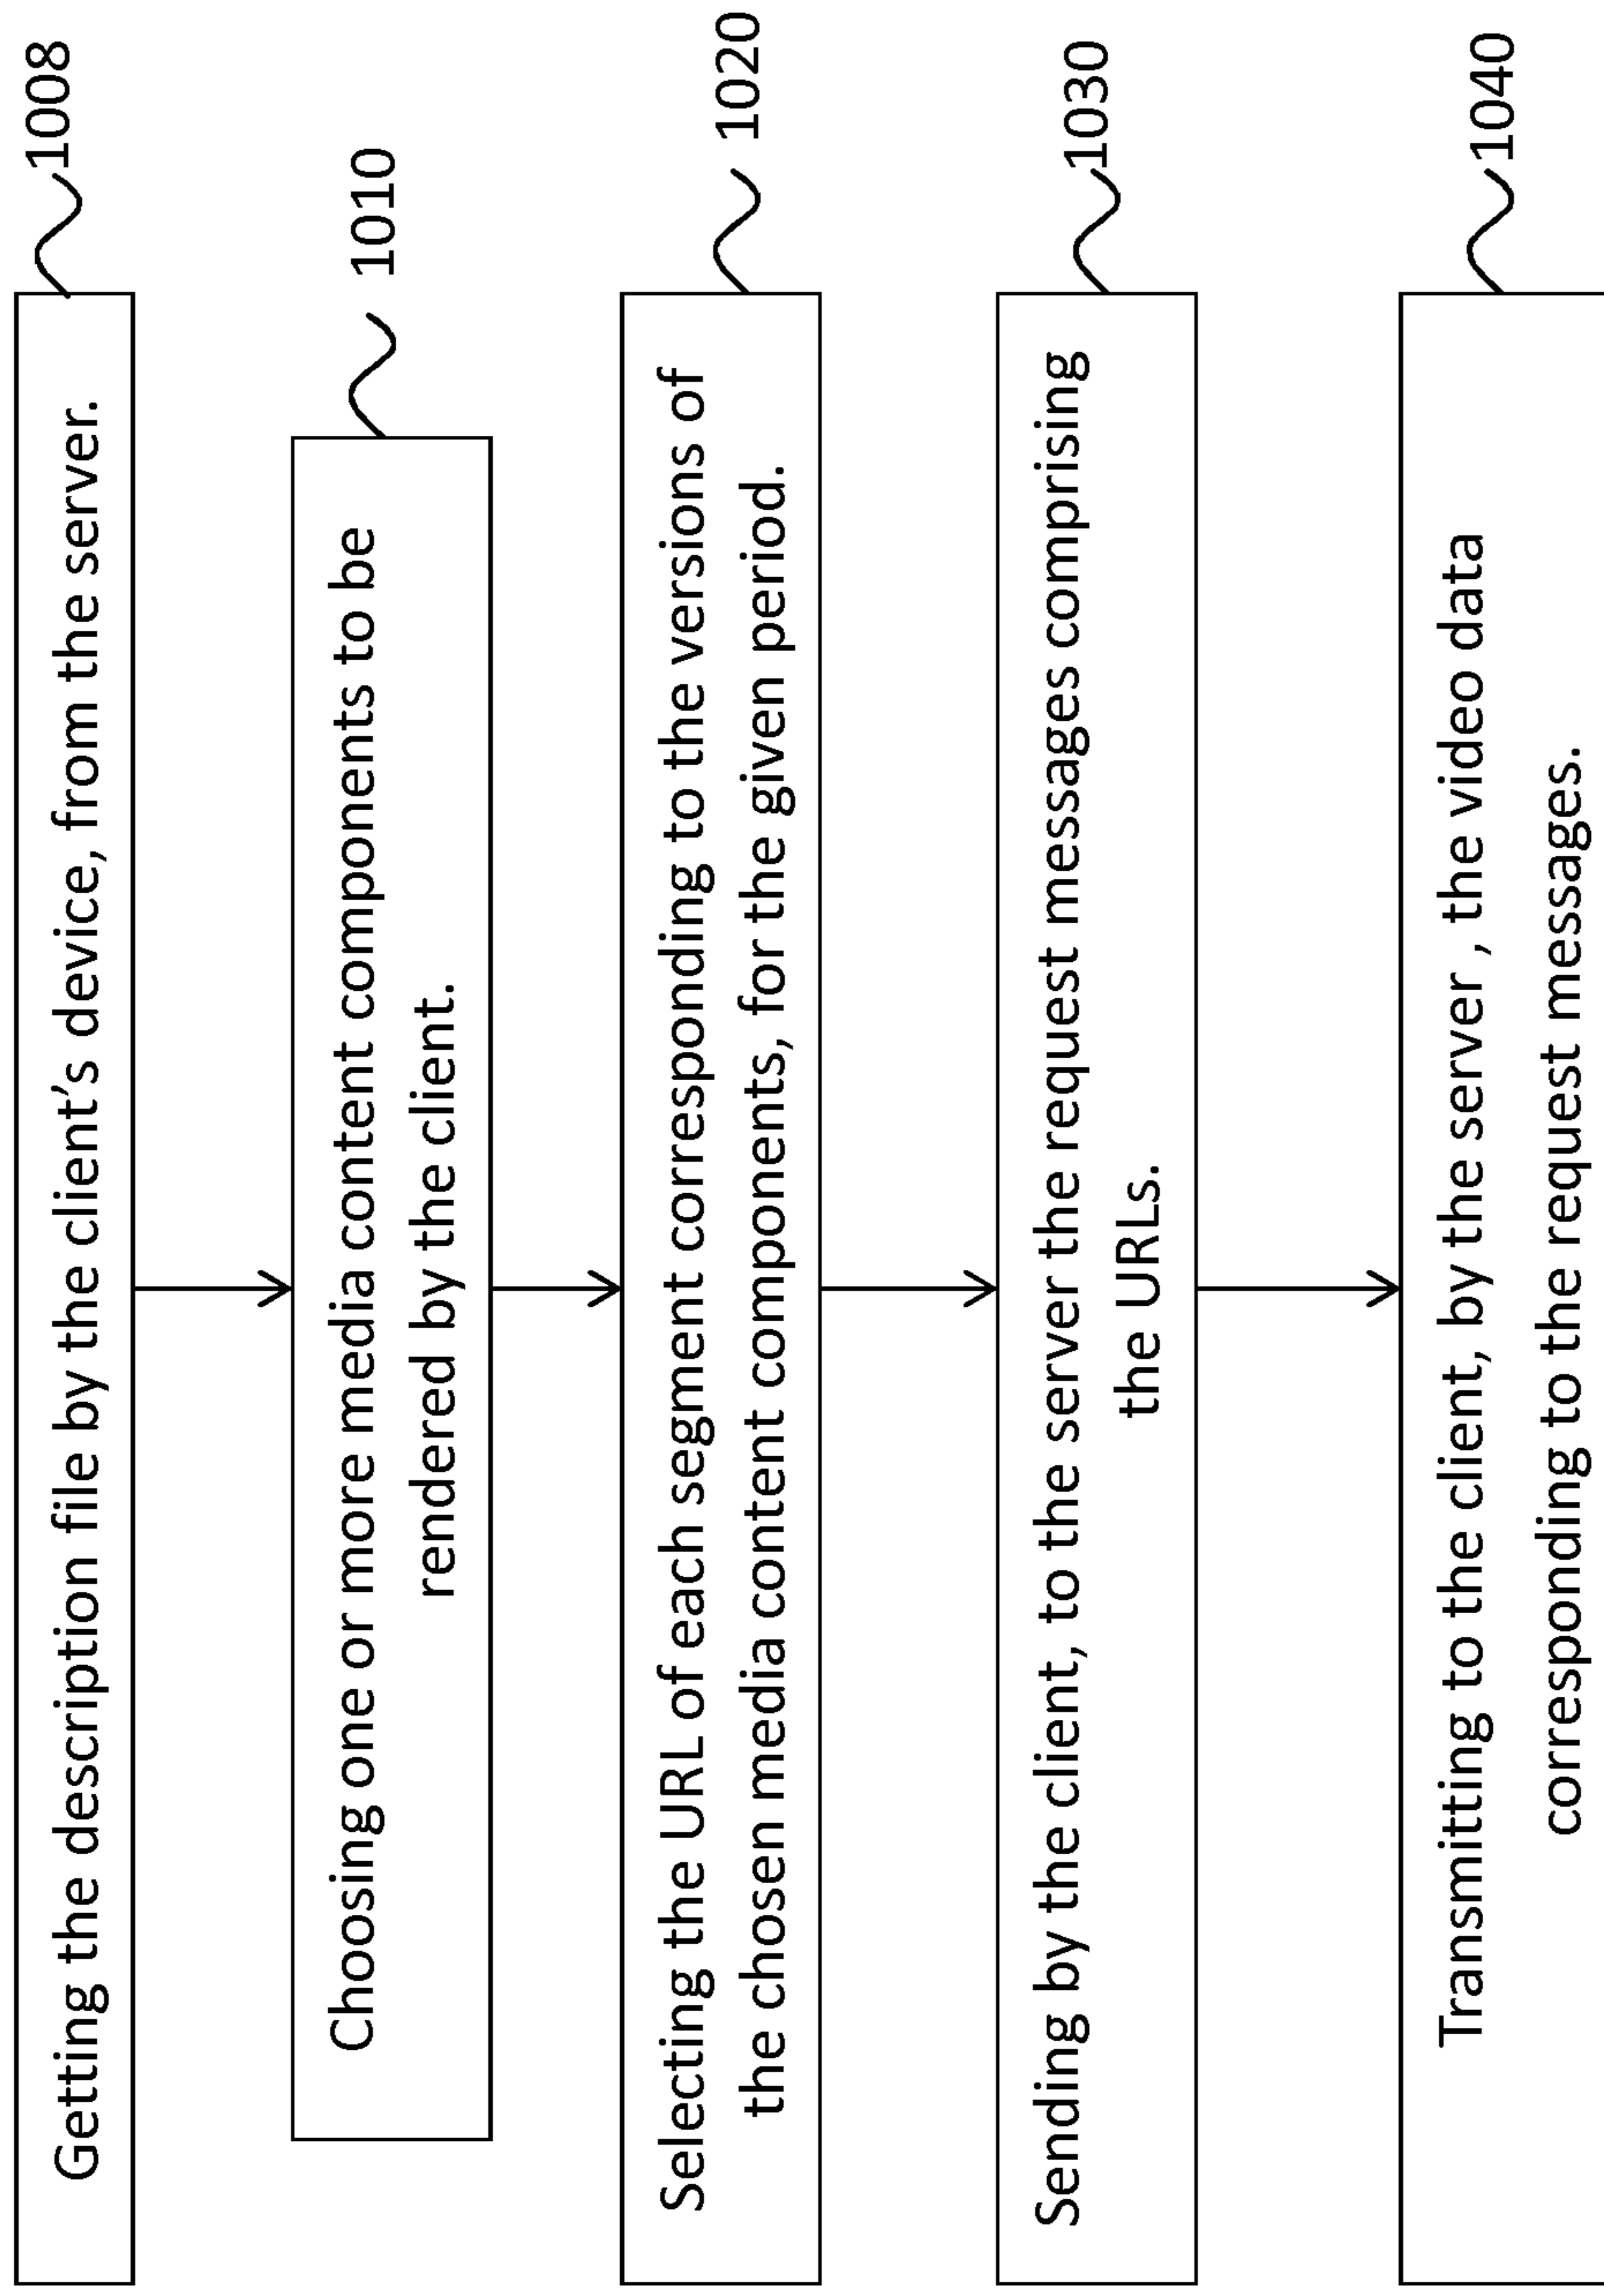 Getting the description file by the client's device, from the server.
1008
Choosing one or more media content components to be
rendered by the client.
1010
Selecting the URL of each segment corresponding to the versions of
the chosen media content components, for the given period.
1020
Sending by the client, to the server the request messages comprising
the URLs.
1030
Transmitting to the client, by the server , the video data
corresponding to the request messages.
1040